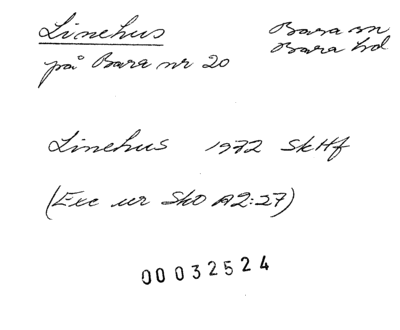 Linehus
på Bara nr 20
Bara sn
Bara hd
Linehus 1972 SkHf
(Exc ur SkO A2:27)
00032524